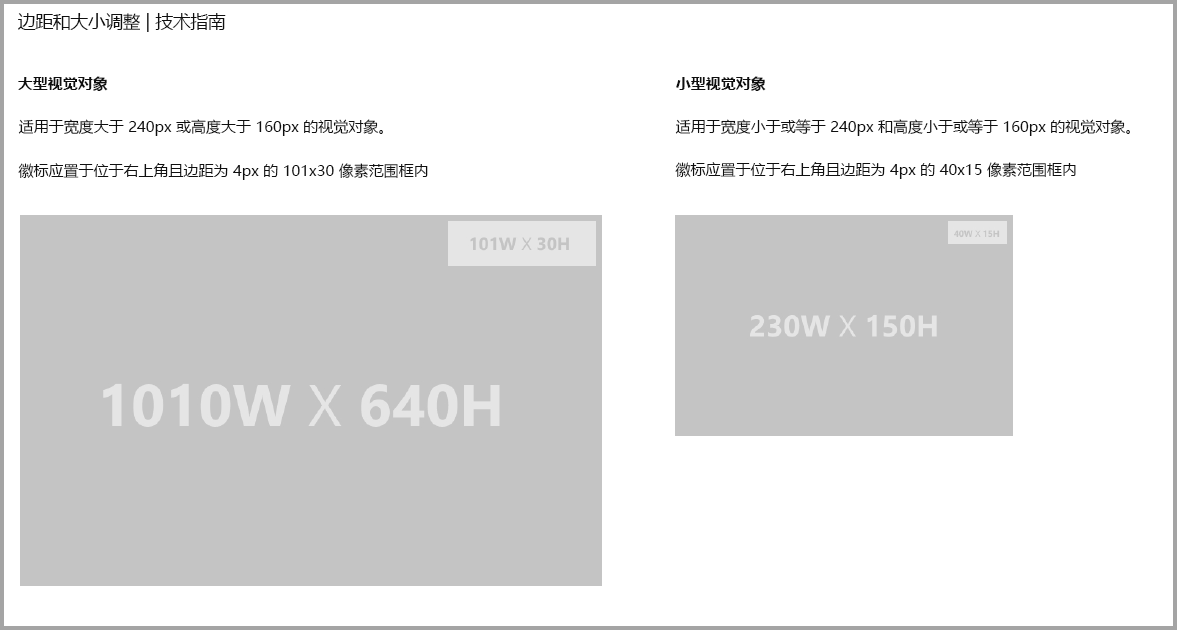 边距和大小调整 | 技术指南
大型视觉对象
适用于宽度大于 240px 或高度大于 160px 的视觉对象。
徽标应置于位于右上角且边距为 4px 的 101x30 像素范围框内
101W X 30H
1010W X 640H
小型视觉对象
适用于宽度小于或等于 240px 和高度小于或等于 160px 的视觉对象。
徽标应置于位于右上角且边距为 4px 的 40x15 像素范围框内
40W X 15H
230W X 150H